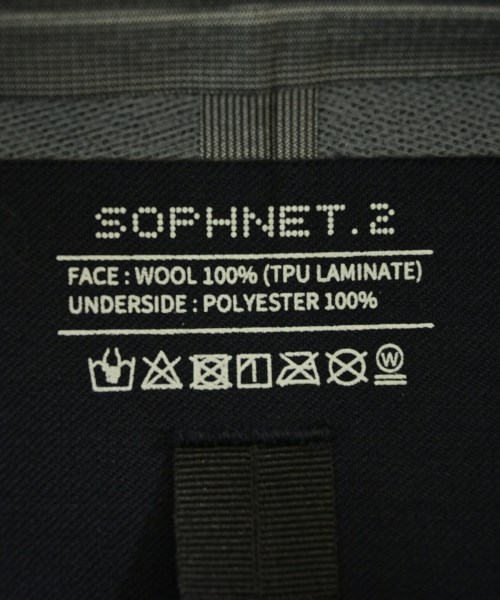 SOPHNET.2
FACE : WOOL 100% (TPU LAMINATE)
UNDERSIDE : POLYESTER 100%
W